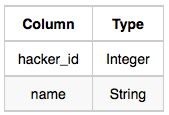 Column Type
hacker_id Integer
name String